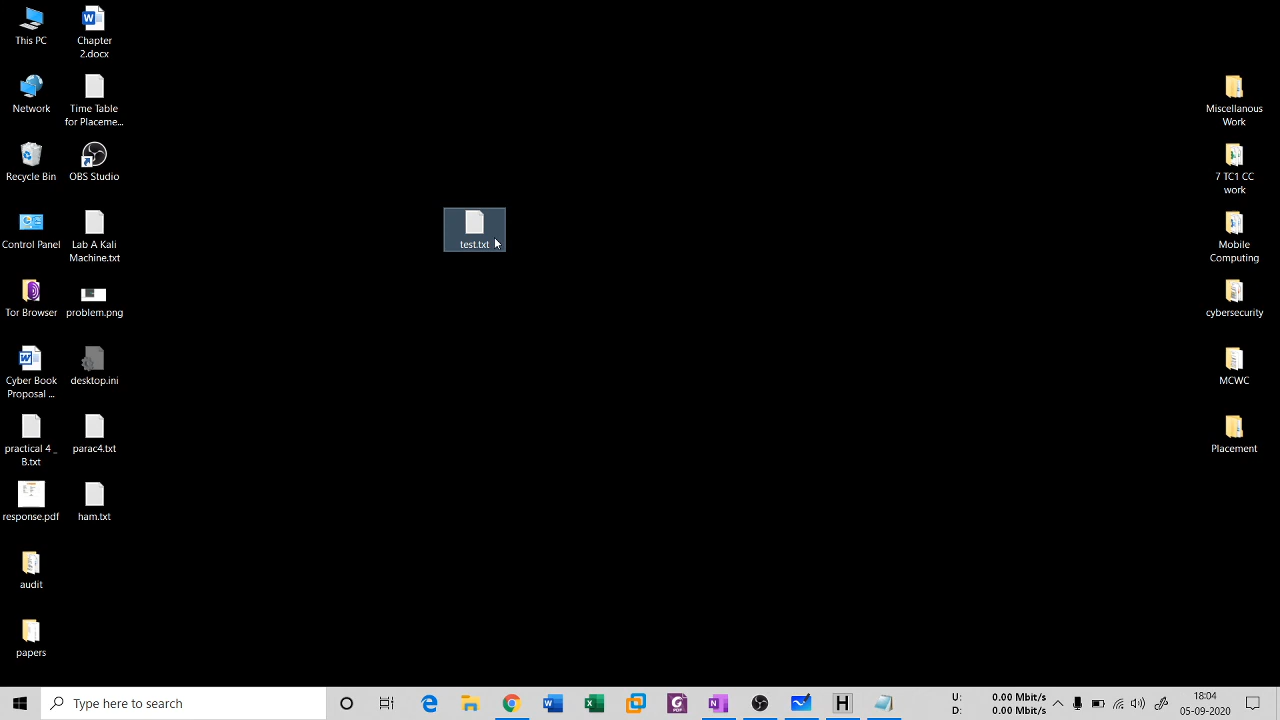 This PC
Network
Recycle Bin
Control Panel
Tor Browser
Cyber Book
Proposal ...
practical 4 _
B.txt
response.pdf
audit
papers
Chapter
2.docx
Time Table
for Placeme...
OBS Studio
Lab A Kali
Machine.txt
problem.png
desktop.ini
parac4.txt
ham.txt
test.txt
Miscellanous
Work
7 TC1 CC
work
Mobile
Computing
cybersecurity
MCWC
Placement
Type here to search
U: 0.00 Mbit/s
D: 0.00 Mbit/s
18:04
05-09-2020